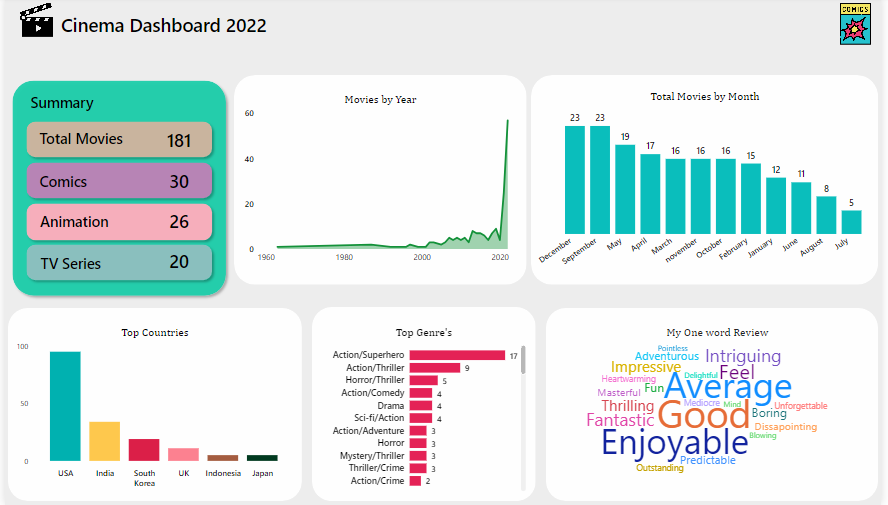 Cinema Dashboard 2022
COMICS
Summary
Total Movies 181
Comics 30
Animation 26
TV Series 20
Movies by Year
60
40
20
0
1960 1980 2000 2020
Total Movies by Month
23 23 19 17 16 16 16 15 12 11 8 5
December September May April March november October February January June August July
Top Countries
100
50
0
USA India South Korea UK Indonesia Japan
Top Genre's
Action/Superhero 17
Action/Thriller 9
Horror/Thriller 5
Action/Comedy 4
Drama 4
Sci-fi/Action 4
Action/Adventure 3
Horror 3
Mystery/Thriller 3
Thriller/Crime 3
Action/Crime 2
My One word Review
Pointless
Adventurous Intriguing
Impressive Feel
Heartwarming Delightful
Masterful Fun Average
Thrilling Mediocre Mind Unforgettable
Fantastic Good Boring
Dissapointing
Enjoyable Blowing
Predictable
Outstanding